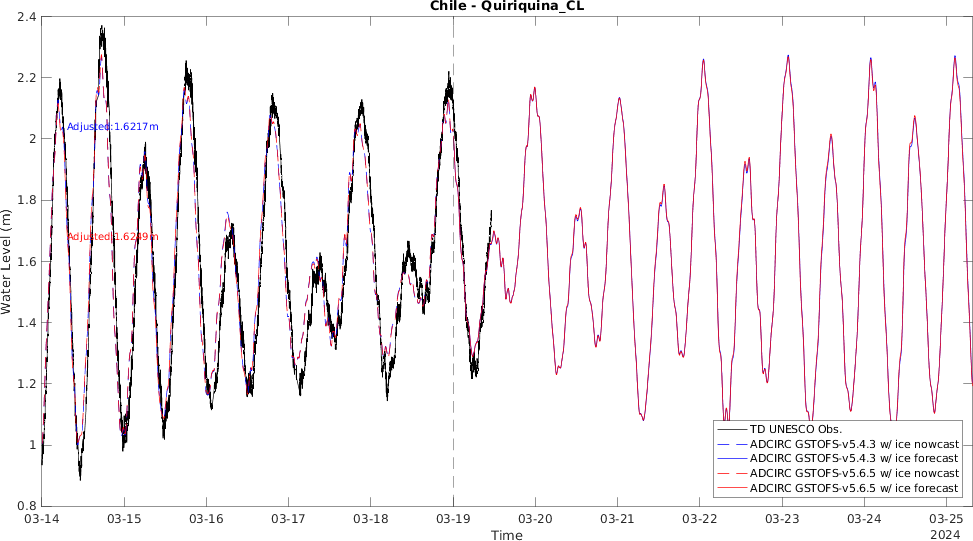 Chile - Quiriquina_CL
Water Level (m)
2.4
2.2
2
1.8
1.6
1.4
1.2
1
0.8
Adjusted:1.6217m
Adjusted:1.6249m
TD UNESCO Obs.
ADCIRC GSTOFS-v5.4.3 w/ ice nowcast
ADCIRC GSTOFS-v5.4.3 w/ ice forecast
ADCIRC GSTOFS-v5.6.5 w/ ice nowcast
ADCIRC GSTOFS-v5.6.5 w/ ice forecast
03-14 03-15 03-16 03-17 03-18 03-19 03-20 03-21 03-22 03-23 03-24 03-25
2024
Time